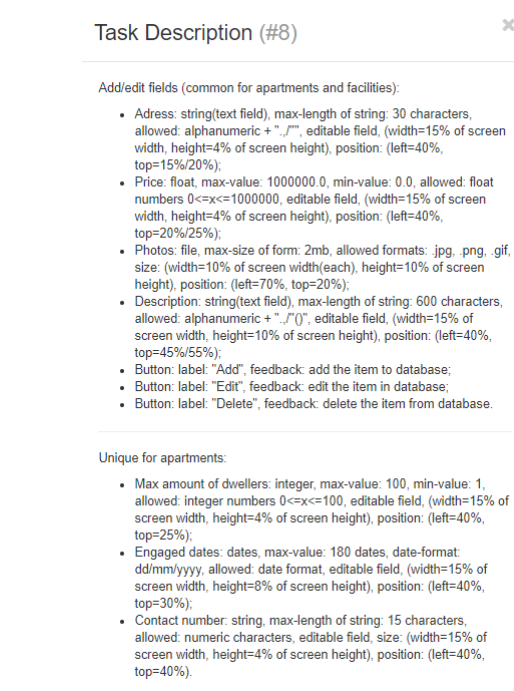 Task Description (#8)
×
Add/edit fields (common for apartments and facilities):
• Adress: string(text field), max-length of string: 30 characters,
allowed: alphanumeric + ".,/'"", editable field, (width=15% of screen
width, height=4% of screen height), position: (left=40%,
top=15%/20%);
• Price: float, max-value: 1000000.0, min-value: 0.0, allowed: float
numbers 0<=x<=1000000, editable field, (width=15% of screen
width, height=4% of screen height), position: (left=40%,
top=20%/25%);
• Photos: file, max-size of form: 2mb, allowed formats: .jpg, .png, .gif,
size: (width=10% of screen width(each), height=10% of screen
height), position: (left=70%, top=20%);
• Description: string(text field), max-length of string: 600 characters,
allowed: alphanumeric + ".,/'"()", editable field, (width=15% of
screen width, height=10% of screen height), position: (left=40%,
top=45%/55%);
• Button: label: "Add", feedback: add the item to database;
• Button: label: "Edit", feedback: edit the item in database;
• Button: label: "Delete", feedback: delete the item from database.
Unique for apartments:
• Max amount of dwellers: integer, max-value: 100, min-value: 1,
allowed: integer numbers 0<=x<=100, editable field, (width=15% of
screen width, height=4% of screen height), position: (left=40%,
top=25%);
• Engaged dates: dates, max-value: 180 dates, date-format:
dd/mm/yyyy, allowed: date format, editable field, (width=15% of
screen width, height=8% of screen height), position: (left=40%,
top=30%);
• Contact number: string, max-length of string: 15 characters,
allowed: numeric characters, editable field, size: (width=15% of
screen width, height=4% of screen height), position: (left=40%,
top=40%).